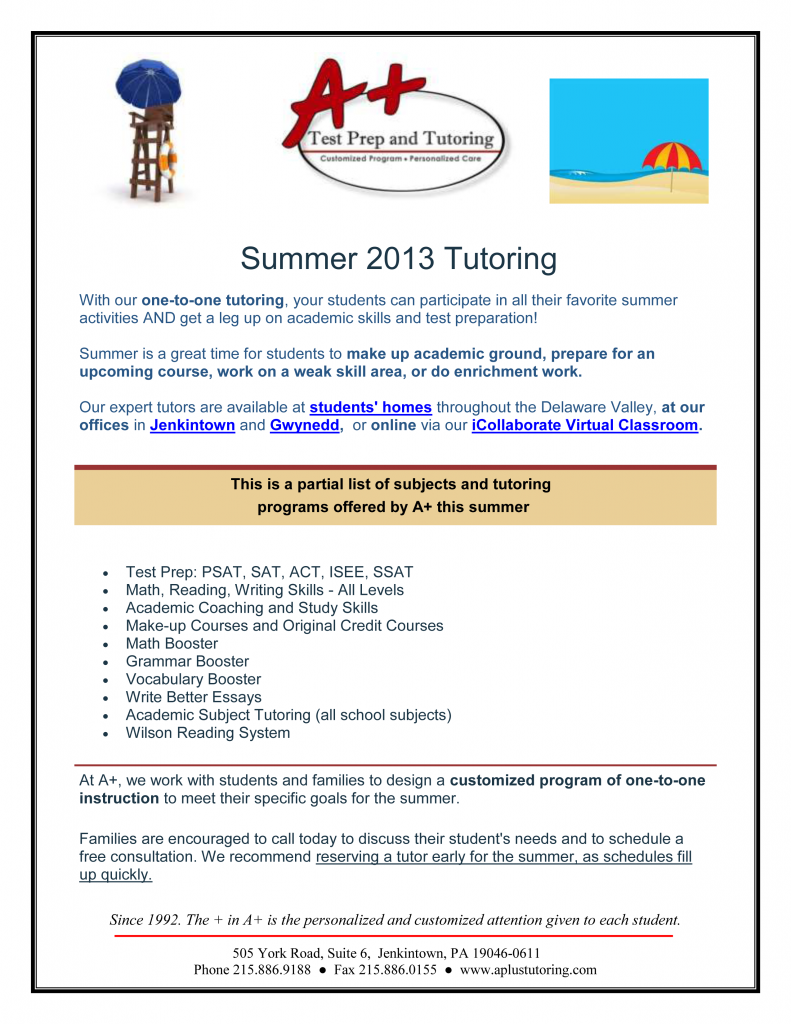 A+
Test Prep and Tutoring
Customized Program • Personalized Care
Summer 2013 Tutoring
With our one-to-one tutoring, your students can participate in all their favorite summer
activities AND get a leg up on academic skills and test preparation!
Summer is a great time for students to make up academic ground, prepare for an
upcoming course, work on a weak skill area, or do enrichment work.
Our expert tutors are available at students' homes throughout the Delaware Valley, at our
offices in Jenkintown and Gwynedd, or online via our iCollaborate Virtual Classroom.
This is a partial list of subjects and tutoring
programs offered by A+ this summer
• Test Prep: PSAT, SAT, ACT, ISEE, SSAT
• Math, Reading, Writing Skills - All Levels
• Academic Coaching and Study Skills
• Make-up Courses and Original Credit Courses
• Math Booster
• Grammar Booster
• Vocabulary Booster
• Write Better Essays
• Academic Subject Tutoring (all school subjects)
• Wilson Reading System
At A+, we work with students and families to design a customized program of one-to-one
instruction to meet their specific goals for the summer.
Families are encouraged to call today to discuss their student's needs and to schedule a
free consultation. We recommend reserving a tutor early for the summer, as schedules fill
up quickly.
Since 1992. The + in A+ is the personalized and customized attention given to each student.
505 York Road, Suite 6, Jenkintown, PA 19046-0611
Phone 215.886.9188 ● Fax 215.886.0155 ● www.aplustutoring.com